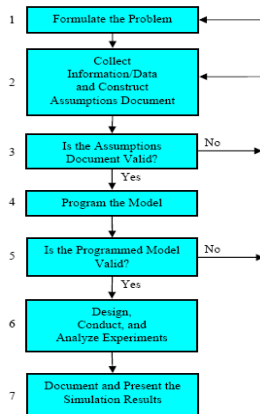 1
Formulate the Problem
2
Collect
Information/Data
and Construct
Assumptions Document
3
Is the Assumptions
Document Valid?
No
Yes
4
Program the Model
5
Is the Programmed Model
Valid?
No
Yes
6
Design,
Conduct, and
Analyze Experiments
7
Document and Present the
Simulation Results